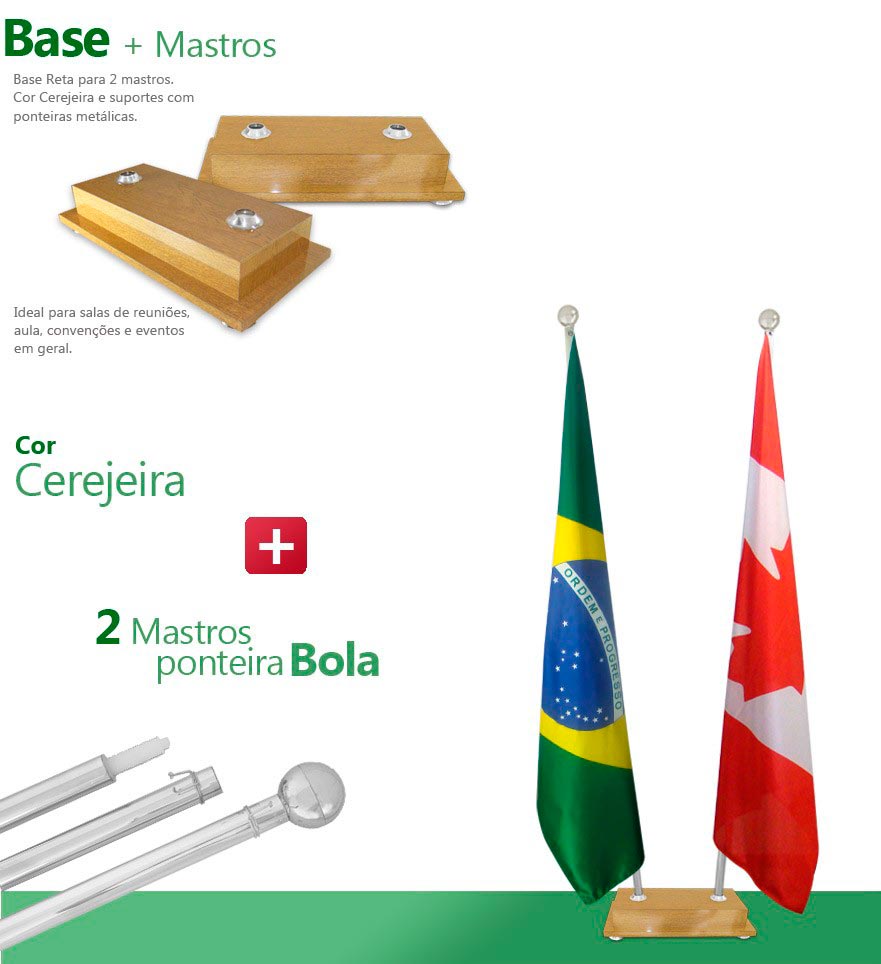 Base + Mastros
Base Reta para 2 mastros.
Cor Cerejeira e suportes com
ponteiras metálicas.
Ideal para salas de reuniões,
aula, convenções e eventos
em geral.
Cor
Cerejeira
2 Mastros
ponteira Bola
ORDEM E PROGRESSO